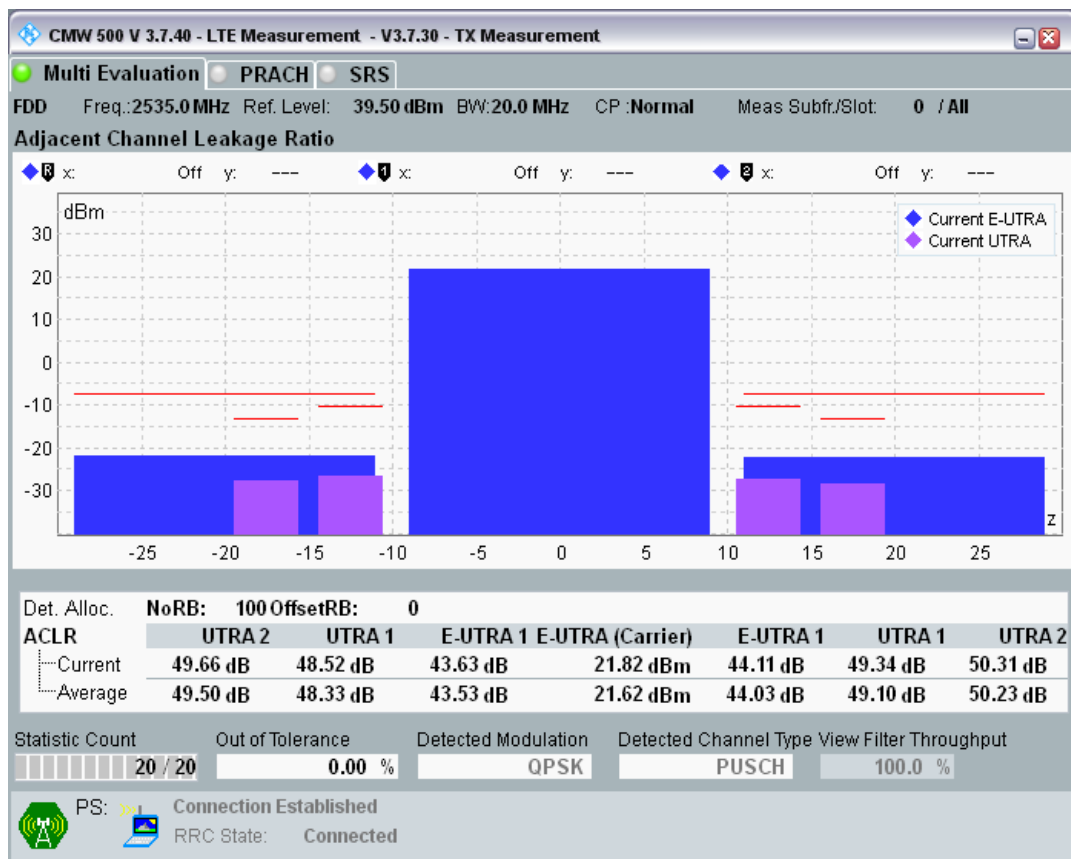 CMW 500 V 3.7.40 - LTE Measurement - V3.7.30 - TX Measurement
Multi Evaluation PRACH SRS
FDD Freq.:2535.0 MHz Ref. Level: 39.50 dBm BW:20.0 MHz CP :Normal Meas Subfr./Slot: 0 / All
Adjacent Channel Leakage Ratio
R x: Off y: --- 1 x: Off y: --- 2 x: Off y: ---
dBm
Current E-UTRA
Current UTRA
30
20
10
0
-10
-20
-30
z
-25 -20 -15 -10 -5 0 5 10 15 20 25
Det. Alloc. NoRB: 100 OffsetRB: 0
ACLR UTRA 2 UTRA 1 E-UTRA 1 E-UTRA (Carrier) E-UTRA 1 UTRA 1 UTRA 2
Current 49.66 dB 48.52 dB 43.63 dB 21.82 dBm 44.11 dB 49.34 dB 50.31 dB
Average 49.50 dB 48.33 dB 43.53 dB 21.62 dBm 44.03 dB 49.10 dB 50.23 dB
Statistic Count Out of Tolerance Detected Modulation Detected Channel Type View Filter Throughput
20 / 20 0.00 % QPSK PUSCH 100.0 %
PS: Connection Established
RRC State: Connected